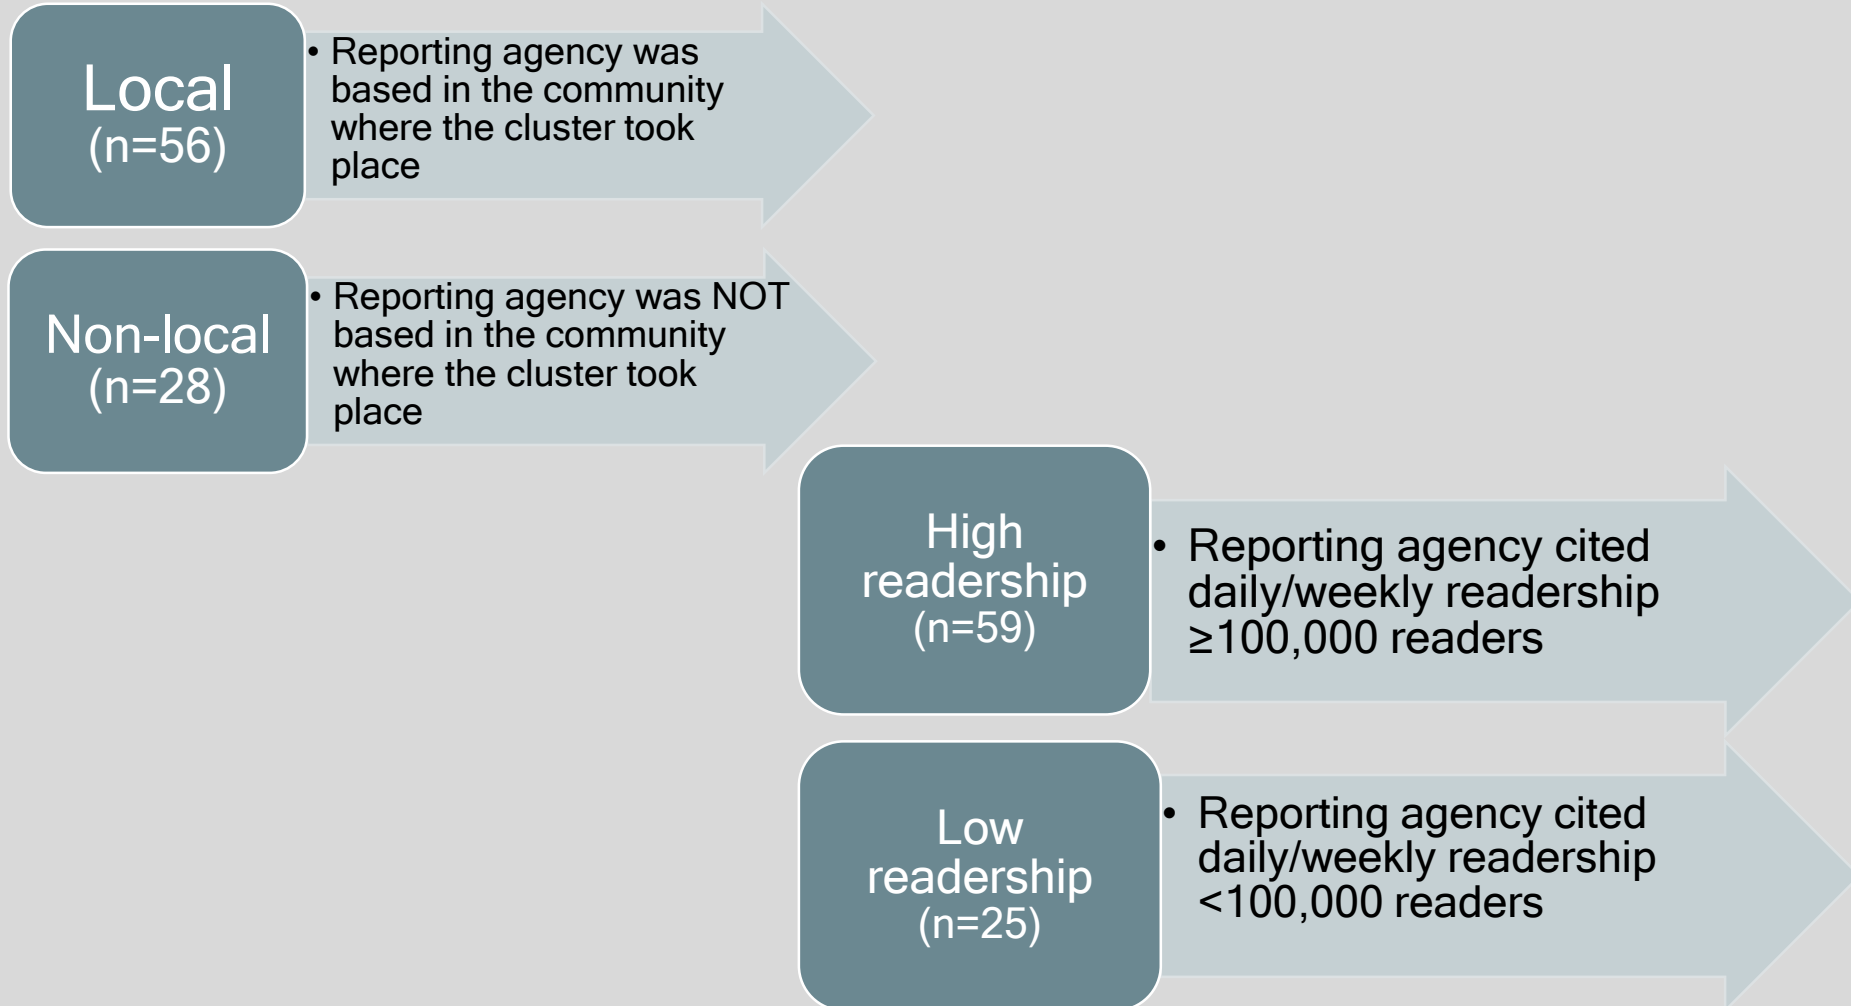 Local
(n=56)
• Reporting agency was
based in the community
where the cluster took
place
Non-local
(n=28)
• Reporting agency was NOT
based in the community
where the cluster took
place
High
readership
(n=59)
• Reporting agency cited
daily/weekly readership
≥100,000 readers
Low
readership
(n=25)
• Reporting agency cited
daily/weekly readership
<100,000 readers